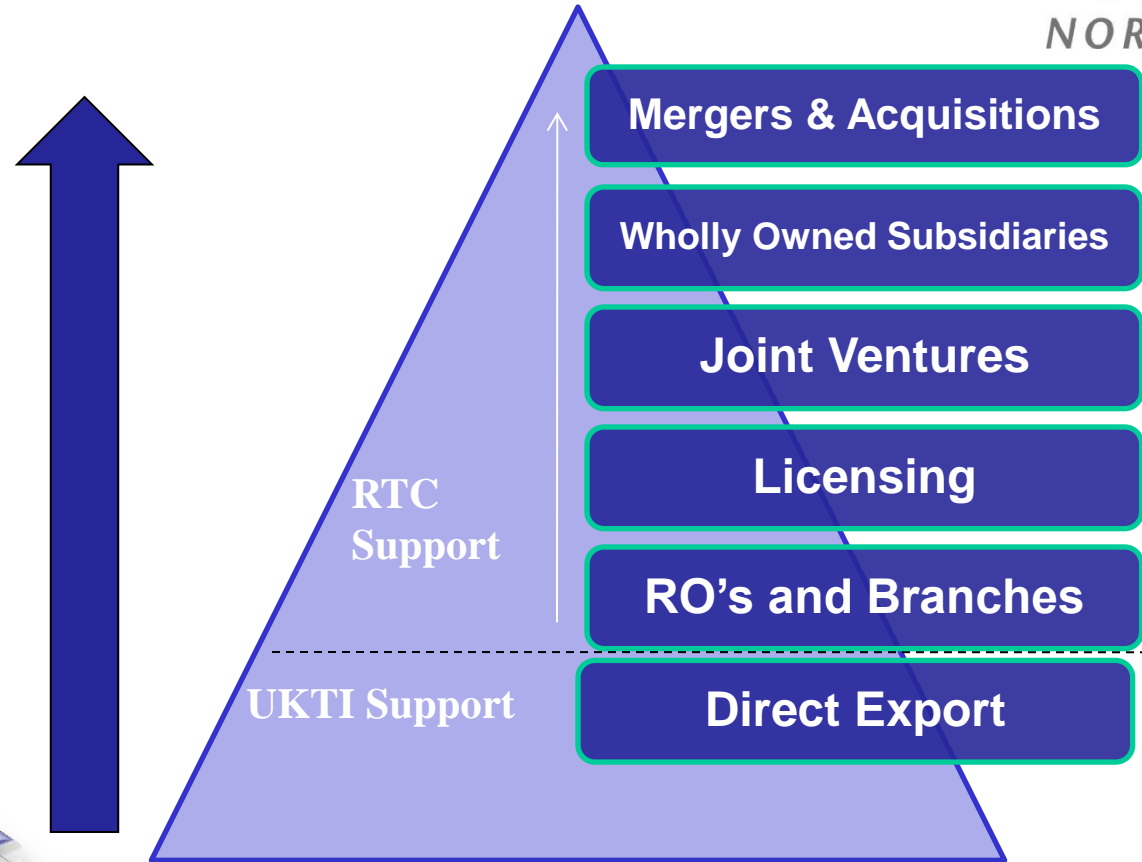 NOR
Mergers & Acquisitions
Wholly Owned Subsidiaries
Joint Ventures
Licensing
RTC
Support
RO’s and Branches
UKTI Support
Direct Export